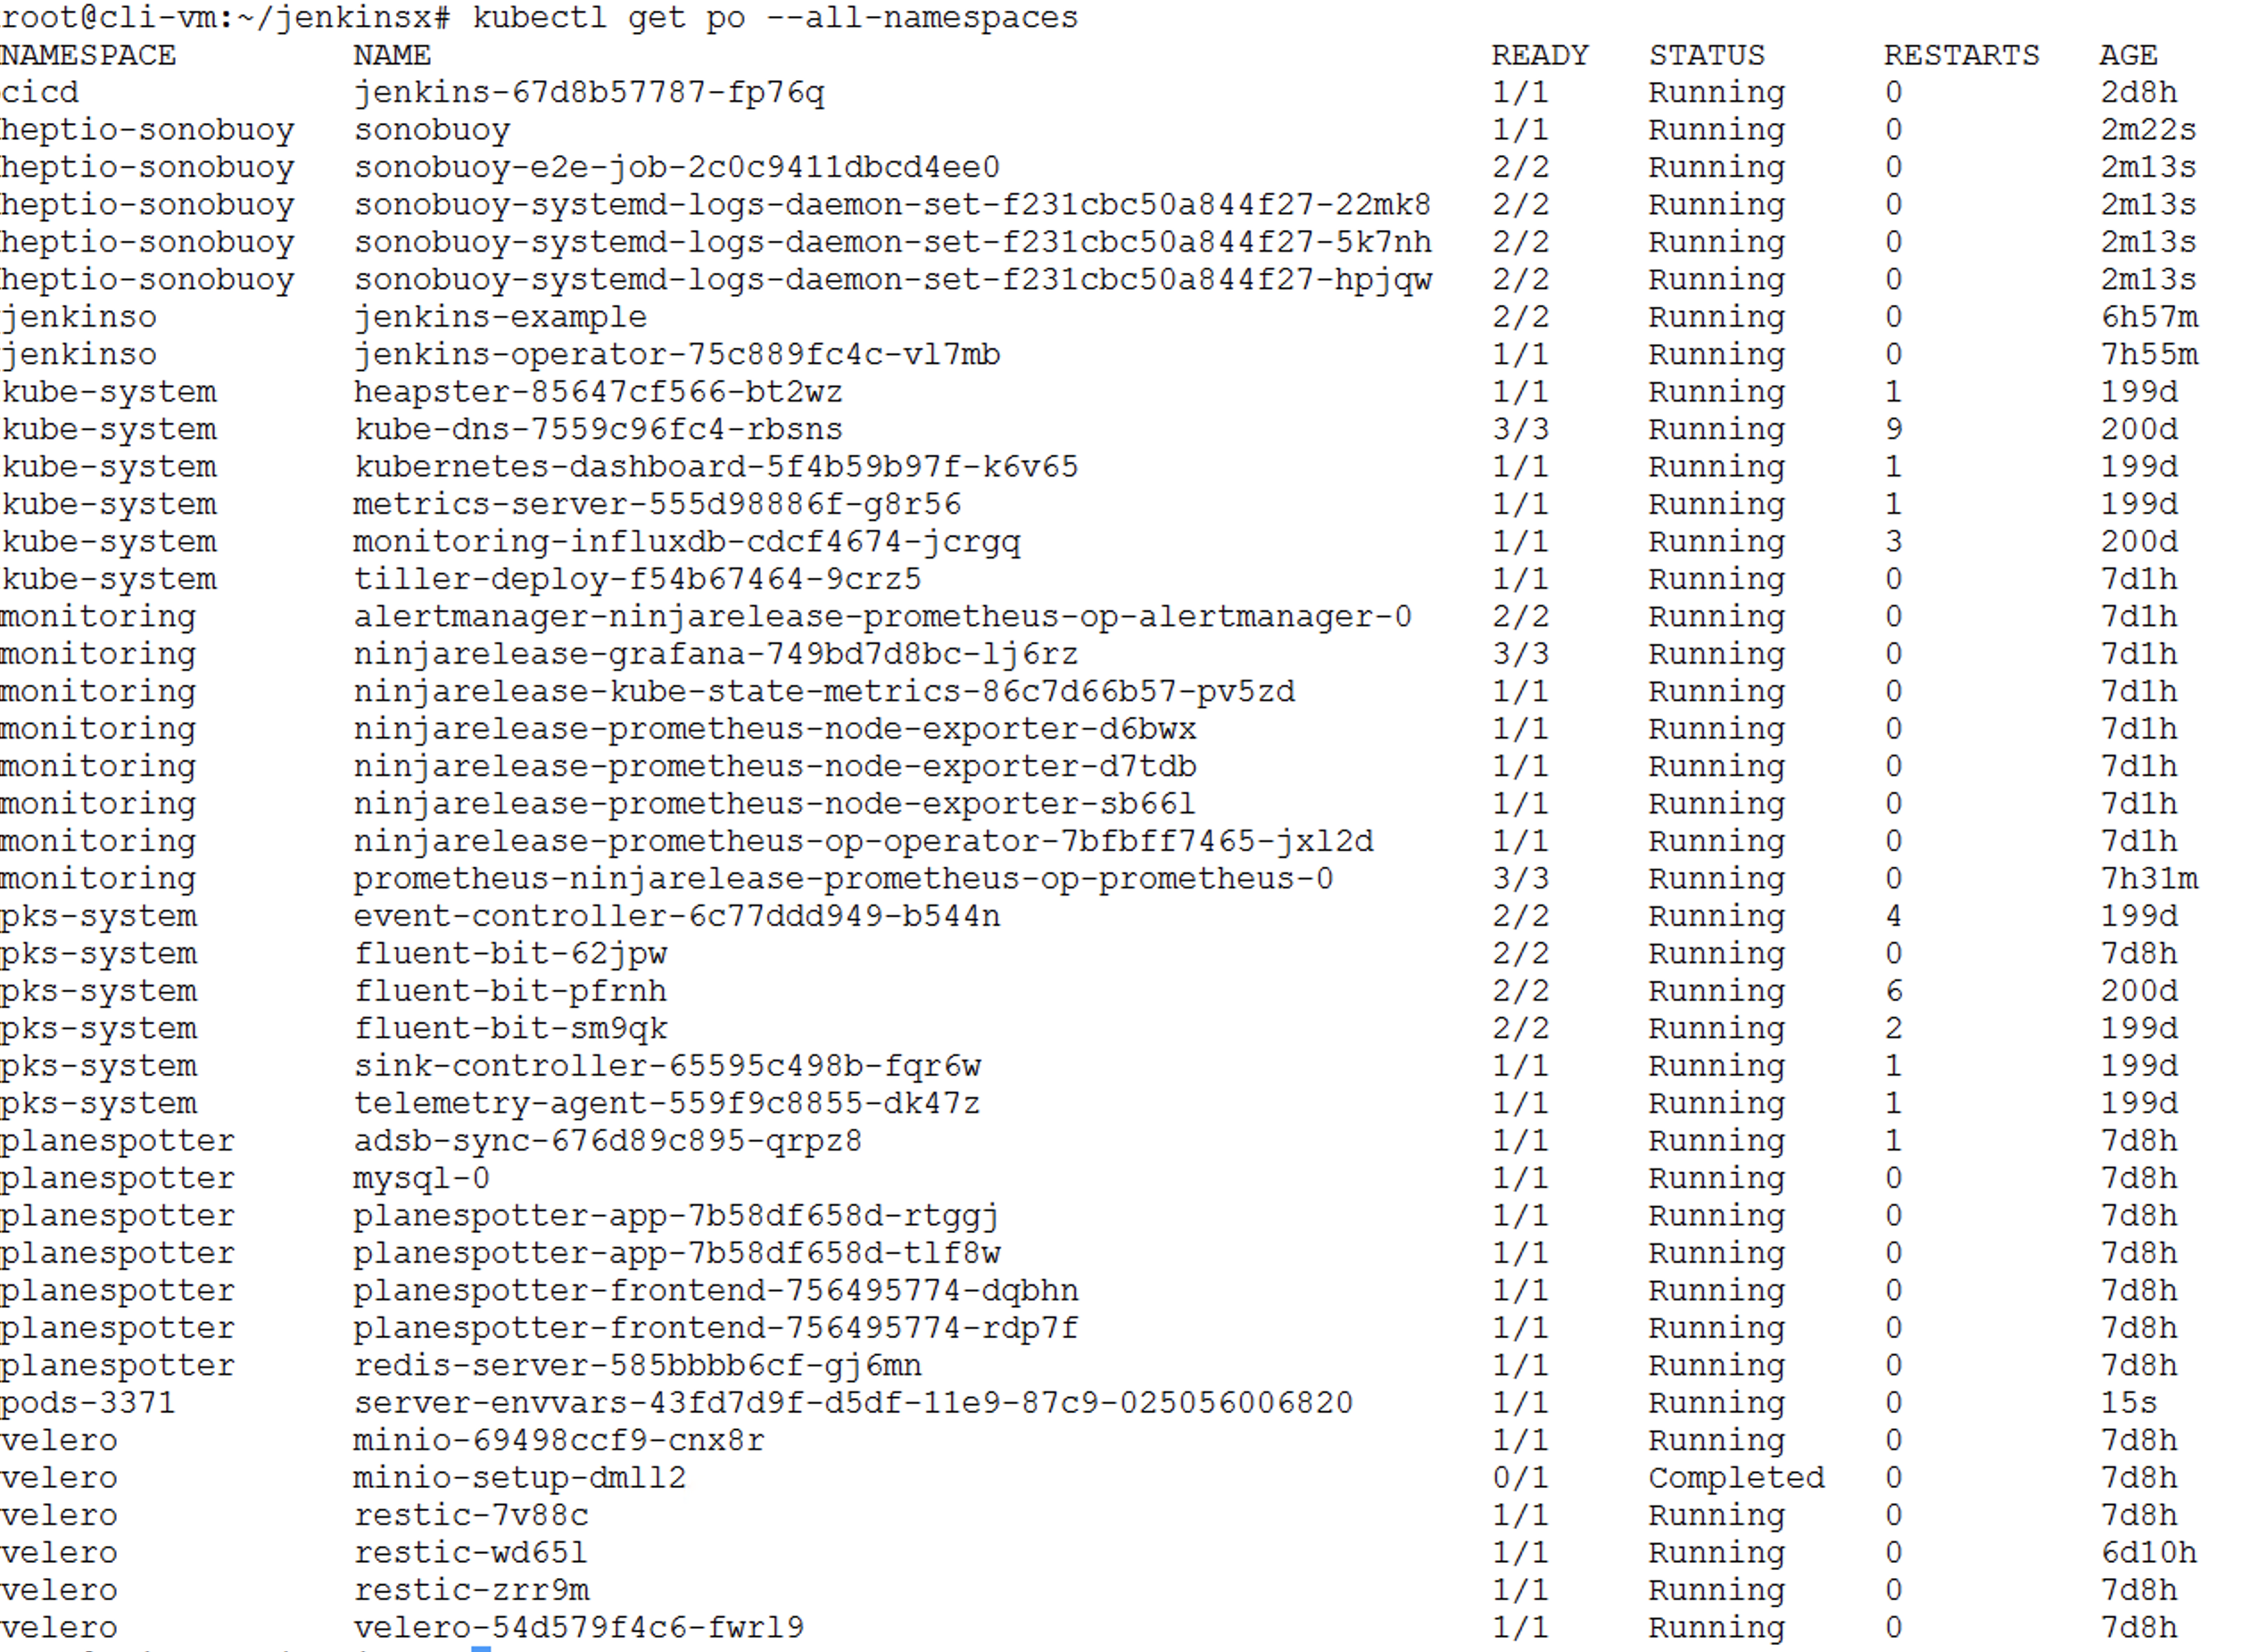 root@cli-vm:~/jenkinsx# kubectl get po --all-namespaces
NAMESPACE NAME READY STATUS RESTARTS AGE
cicd jenkins-67d8b57787-fp76q 1/1 Running 0 2d8h
heptio-sonobuoy sonobuoy 1/1 Running 0 2m22s
heptio-sonobuoy sonobuoy-e2e-job-2c0c9411dbcd4ee0 2/2 Running 0 2m13s
heptio-sonobuoy sonobuoy-systemd-logs-daemon-set-f231cbc50a844f27-22mk8 2/2 Running 0 2m13s
heptio-sonobuoy sonobuoy-systemd-logs-daemon-set-f231cbc50a844f27-5k7nh 2/2 Running 0 2m13s
heptio-sonobuoy sonobuoy-systemd-logs-daemon-set-f231cbc50a844f27-hpjqw 2/2 Running 0 2m13s
jenkinso jenkins-example 2/2 Running 0 6h57m
jenkinso jenkins-operator-75c889fc4c-vl7mb 1/1 Running 0 7h55m
kube-system heapster-85647cf566-bt2wz 1/1 Running 1 199d
kube-system kube-dns-7559c96fc4-rbsns 3/3 Running 9 200d
kube-system kubernetes-dashboard-5f4b59b97f-k6v65 1/1 Running 1 199d
kube-system metrics-server-555d98886f-g8r56 1/1 Running 1 199d
kube-system monitoring-influxdb-cdcf4674-jcrgq 1/1 Running 3 200d
kube-system tiller-deploy-f54b67464-9crz5 1/1 Running 0 7d1h
monitoring alertmanager-ninjarelease-prometheus-op-alertmanager-0 2/2 Running 0 7d1h
monitoring ninjarelease-grafana-749bd7d8bc-lj6rz 3/3 Running 0 7d1h
monitoring ninjarelease-kube-state-metrics-86c7d66b57-pv5zd 1/1 Running 0 7d1h
monitoring ninjarelease-prometheus-node-exporter-d6bwx 1/1 Running 0 7d1h
monitoring ninjarelease-prometheus-node-exporter-d7tdb 1/1 Running 0 7d1h
monitoring ninjarelease-prometheus-node-exporter-sb66l 1/1 Running 0 7d1h
monitoring ninjarelease-prometheus-op-operator-7bfbff7465-jxl2d 1/1 Running 0 7d1h
monitoring prometheus-ninjarelease-prometheus-op-prometheus-0 3/3 Running 0 7h31m
pks-system event-controller-6c77ddd949-b544n 2/2 Running 4 199d
pks-system fluent-bit-62jpw 2/2 Running 0 7d8h
pks-system fluent-bit-pfrnh 2/2 Running 6 200d
pks-system fluent-bit-sm9qk 2/2 Running 2 199d
pks-system sink-controller-65595c498b-fqr6w 1/1 Running 1 199d
pks-system telemetry-agent-559f9c8855-dk47z 1/1 Running 1 199d
planespotter adsb-sync-676d89c895-qrpz8 1/1 Running 1 7d8h
planespotter mysql-0 1/1 Running 0 7d8h
planespotter planespotter-app-7b58df658d-rtggj 1/1 Running 0 7d8h
planespotter planespotter-app-7b58df658d-tlf8w 1/1 Running 0 7d8h
planespotter planespotter-frontend-756495774-dqbhn 1/1 Running 0 7d8h
planespotter planespotter-frontend-756495774-rdp7f 1/1 Running 0 7d8h
planespotter redis-server-585bbbb6cf-gj6mn 1/1 Running 0 7d8h
pods-3371 server-envvars-43fd7d9f-d5df-11e9-87c9-025056006820 1/1 Running 0 15s
velero minio-69498ccf9-cnx8r 1/1 Running 0 7d8h
velero minio-setup-dmll2 0/1 Completed 0 7d8h
velero restic-7v88c 1/1 Running 0 7d8h
velero restic-wd65l 1/1 Running 0 6d10h
velero restic-zrr9m 1/1 Running 0 7d8h
velero velero-54d579f4c6-fwrl9 1/1 Running 0 7d8h